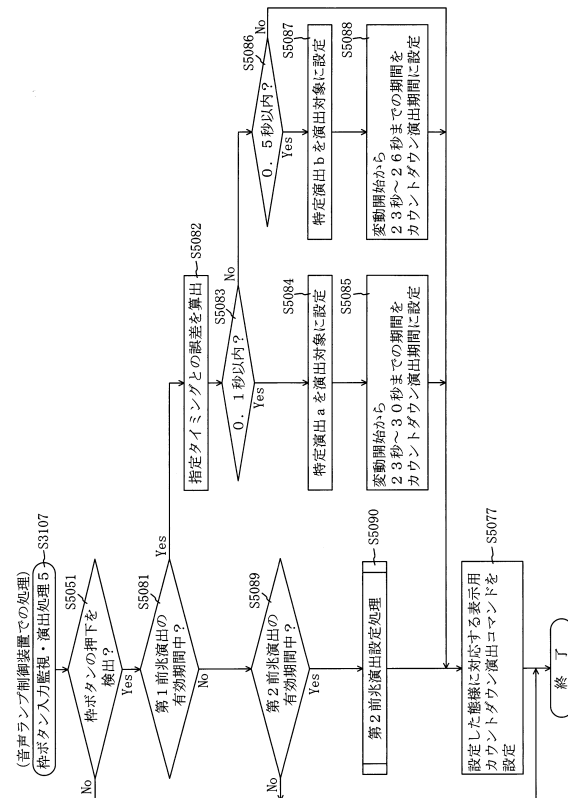 (音声ランプ制御装置での処理)
枠ボタン入力監視・演出処理5
S3107
枠ボタンの押下を
検出?
S5051
No
Yes
第1前兆演出の
有効期間中?
S5081
Yes
No
指定タイミングとの誤差を算出
S5082
0.1秒以内?
S5083
No
Yes
特定演出aを演出対象に設定
S5084
変動開始から
23秒~30秒までの期間を
カウントダウン演出期間に設定
S5085
0.5秒以内?
S5086
No
Yes
特定演出bを演出対象に設定
S5087
変動開始から
23秒~26秒までの期間を
カウントダウン演出期間に設定
S5088
第2前兆演出の
有効期間中?
S5089
No
Yes
第2前兆演出設定処理
S5090
設定した態様に対応する表示用
カウントダウン演出コマンドを
設定
S5077
終了